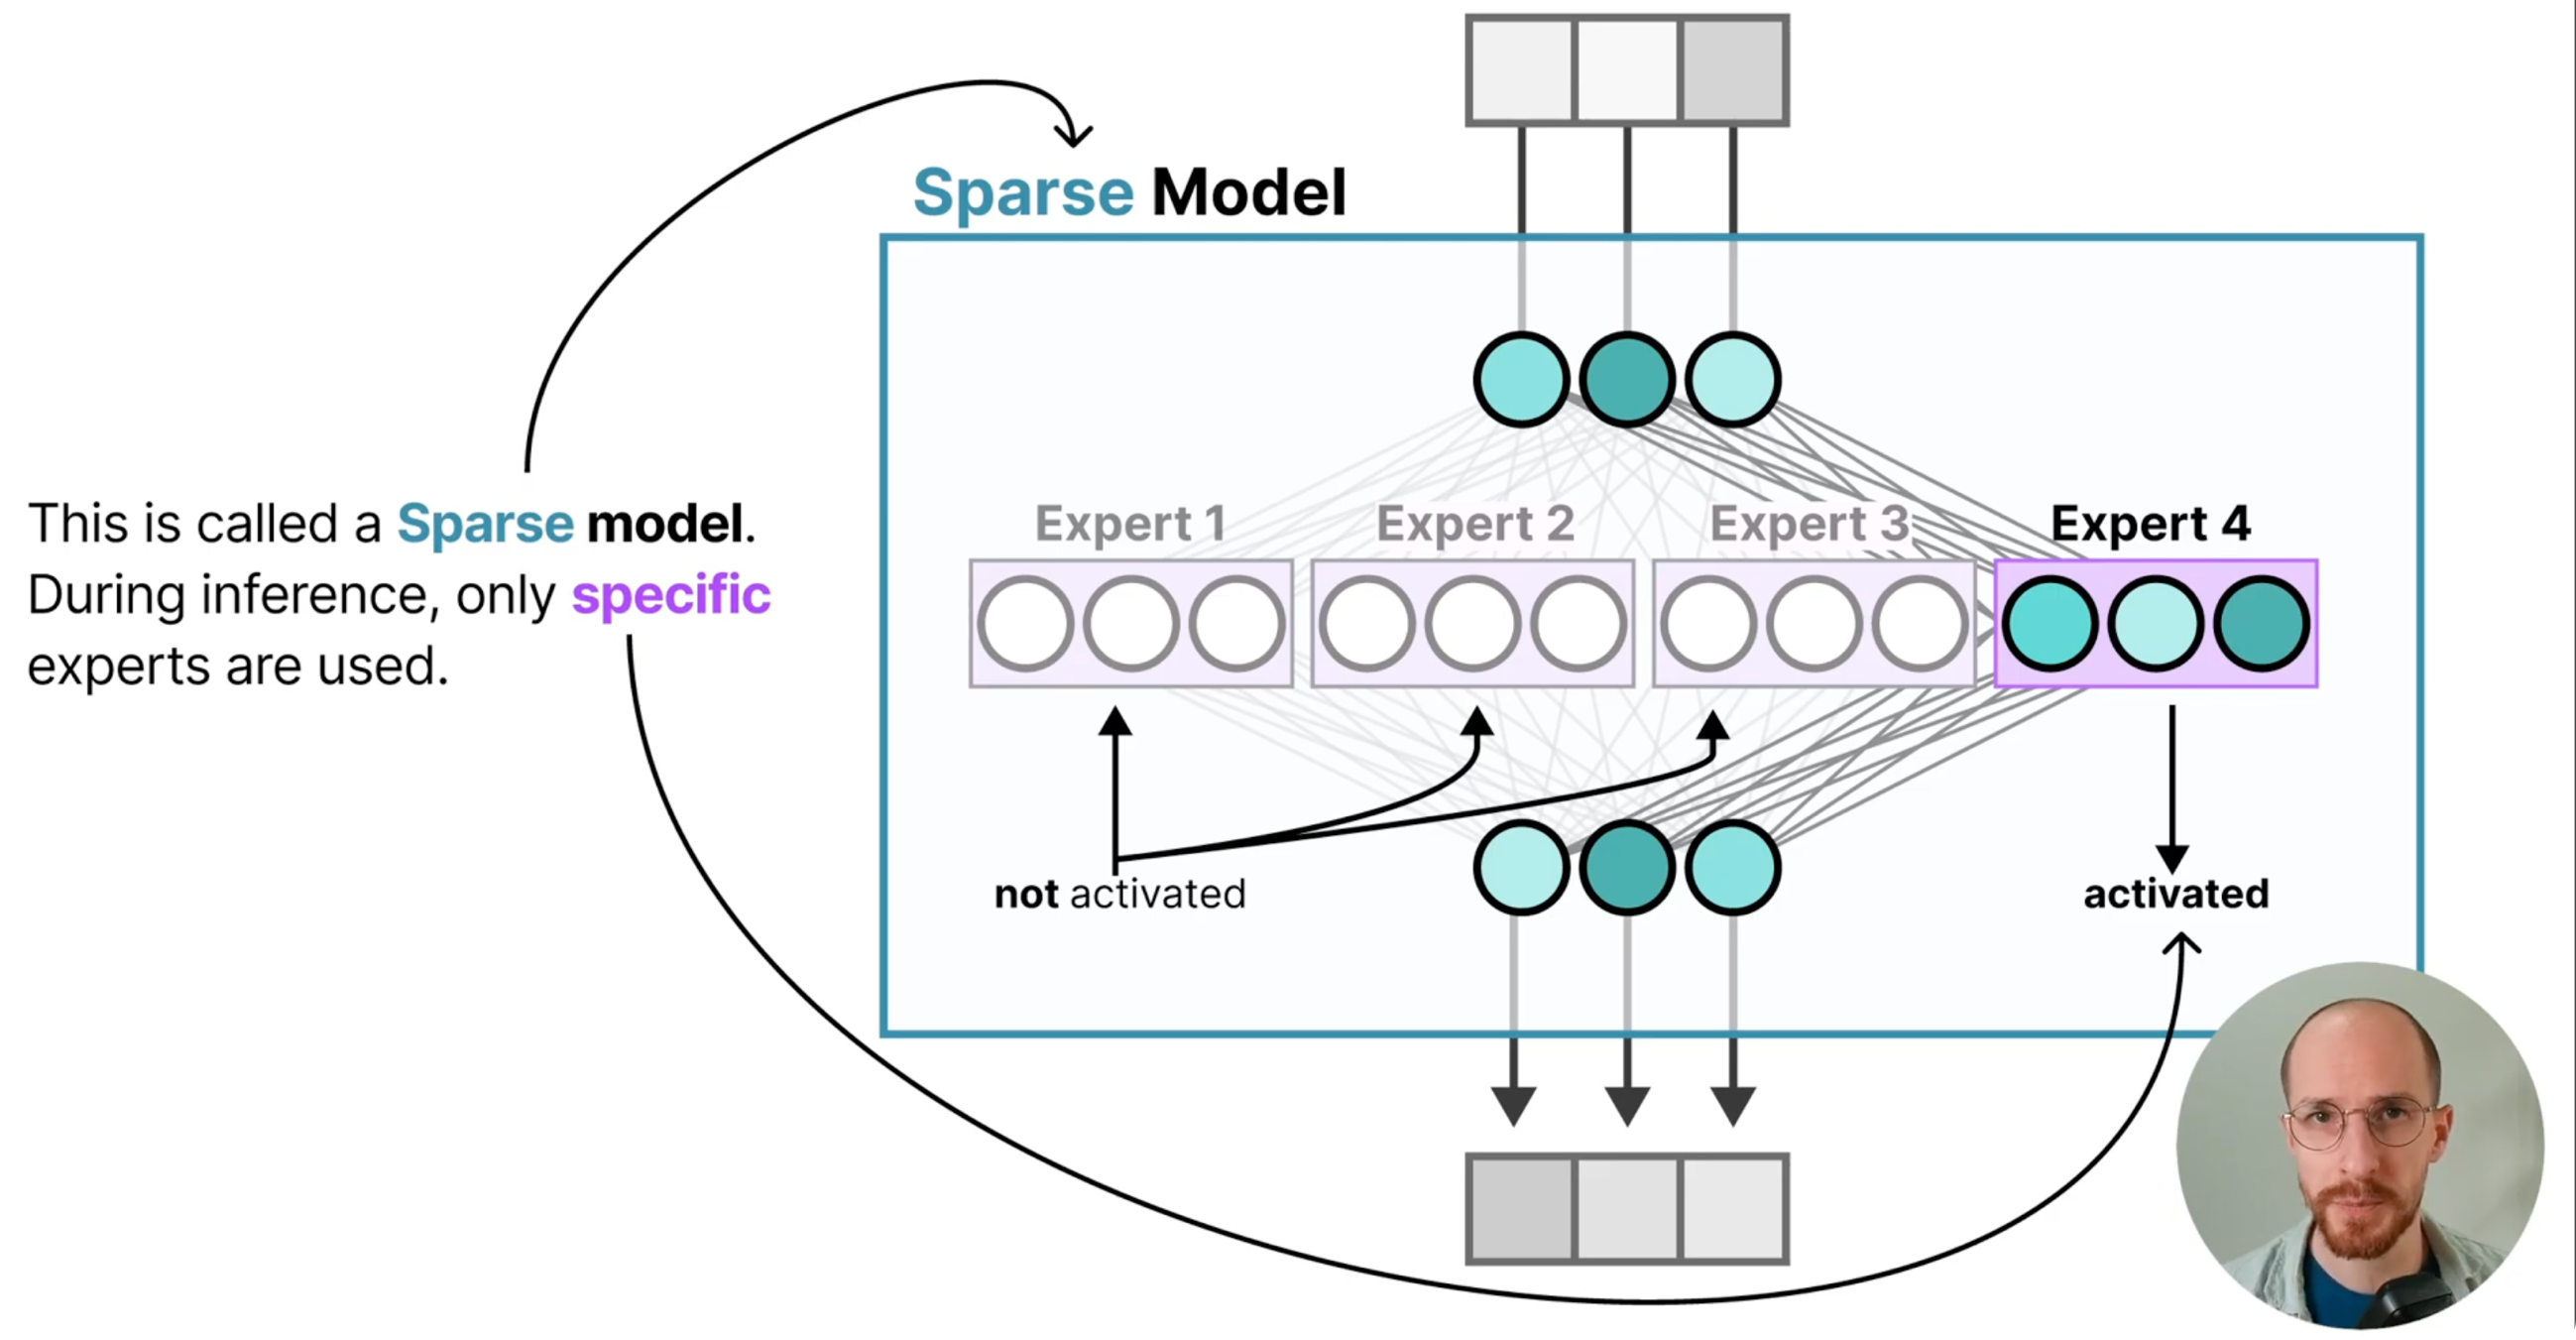 Sparse Model
This is called a Sparse model.
During inference, only specific
experts are used.
Expert 1
Expert 2
Expert 3
Expert 4
not activated
activated